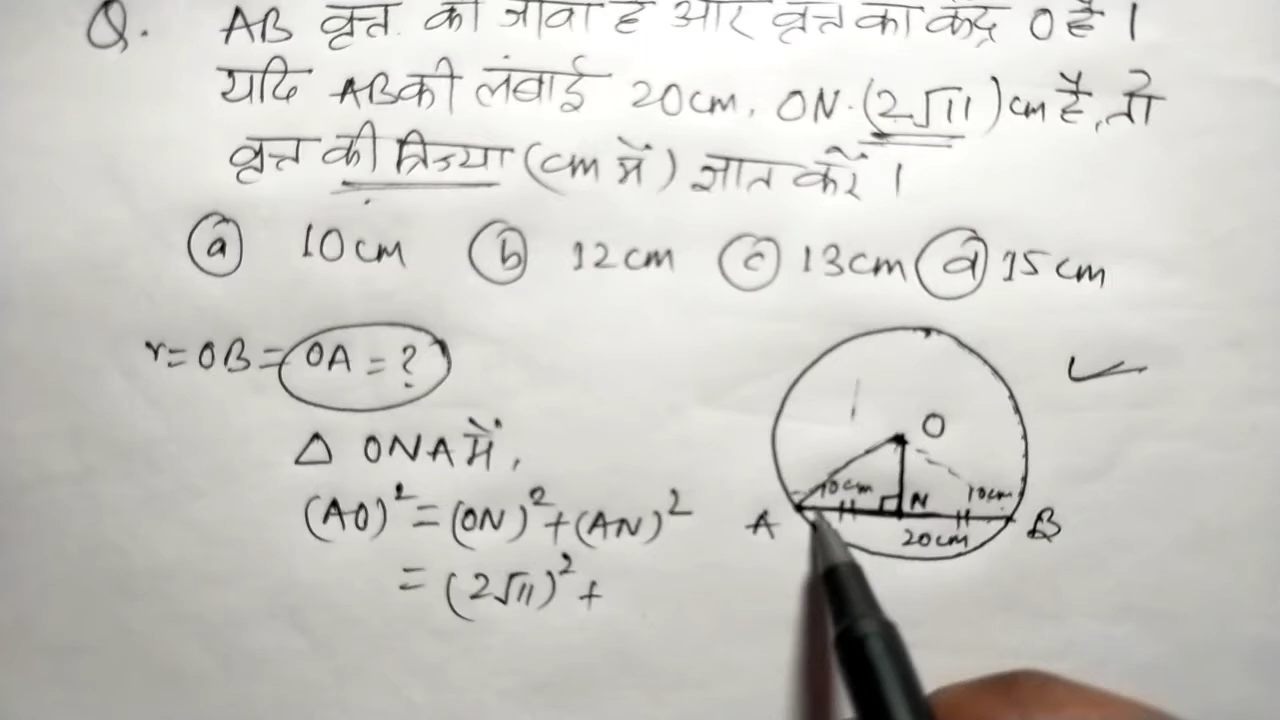 Q. AB वृत्त की जीवा है और वृत्त का केंद्र O है ।
यदि AB की लंबाई 20cm, ON. (2√11) cm है, तो
वृत्त की त्रिज्या (cm में) ज्ञात करें ।
(a) 10cm (b) 12cm (c) 13cm (d) 15cm
r=OB=OA=?
△ ONA में,
(AO)²=(ON)²+(AN)²
=(2√11)²+
O
10cm N 10cm
A B
20cm